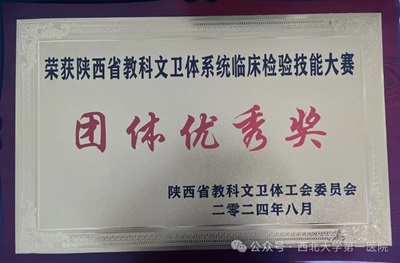 荣获陕西省教科文卫体系统临床检验技能大赛
团体优秀奖
陕西省教科文卫体工会委员会
二零二四年八月
公众号·西北大学第一医院